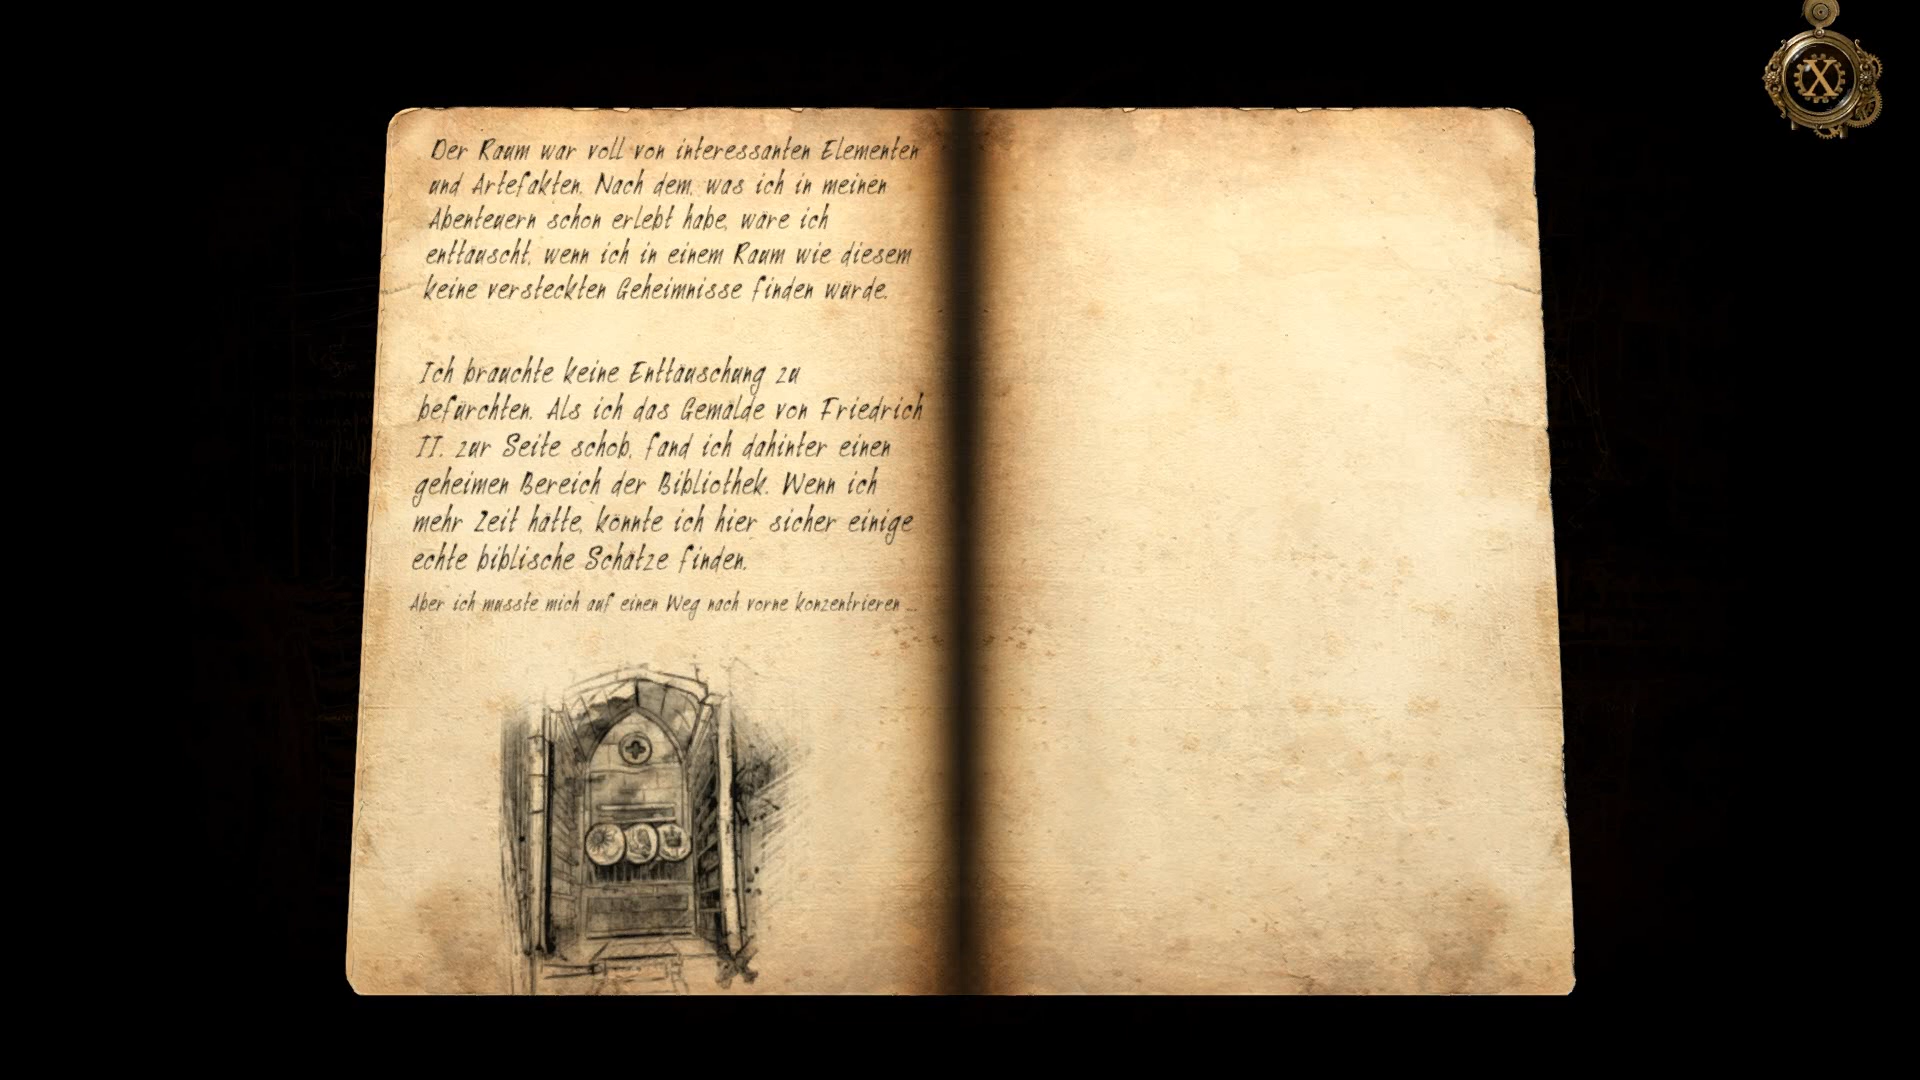 Der Raum war voll von interessanten Elementen
und Artefakten. Nach dem, was ich in meinen
Abenteuern schon erlebt habe, wäre ich
enttäuscht, wenn ich in einem Raum wie diesem
keine versteckten Geheimnisse finden würde.
Ich brauchte keine Enttäuschung zu
befürchten. Als ich das Gemälde von Friedrich
II. zur Seite schob, fand ich dahinter einen
geheimen Bereich der Bibliothek. Wenn ich
mehr Zeit hätte, könnte ich hier sicher einige
echte biblische Schätze finden.
Aber ich musste mich auf einen Weg nach vorne konzentrieren ...
X